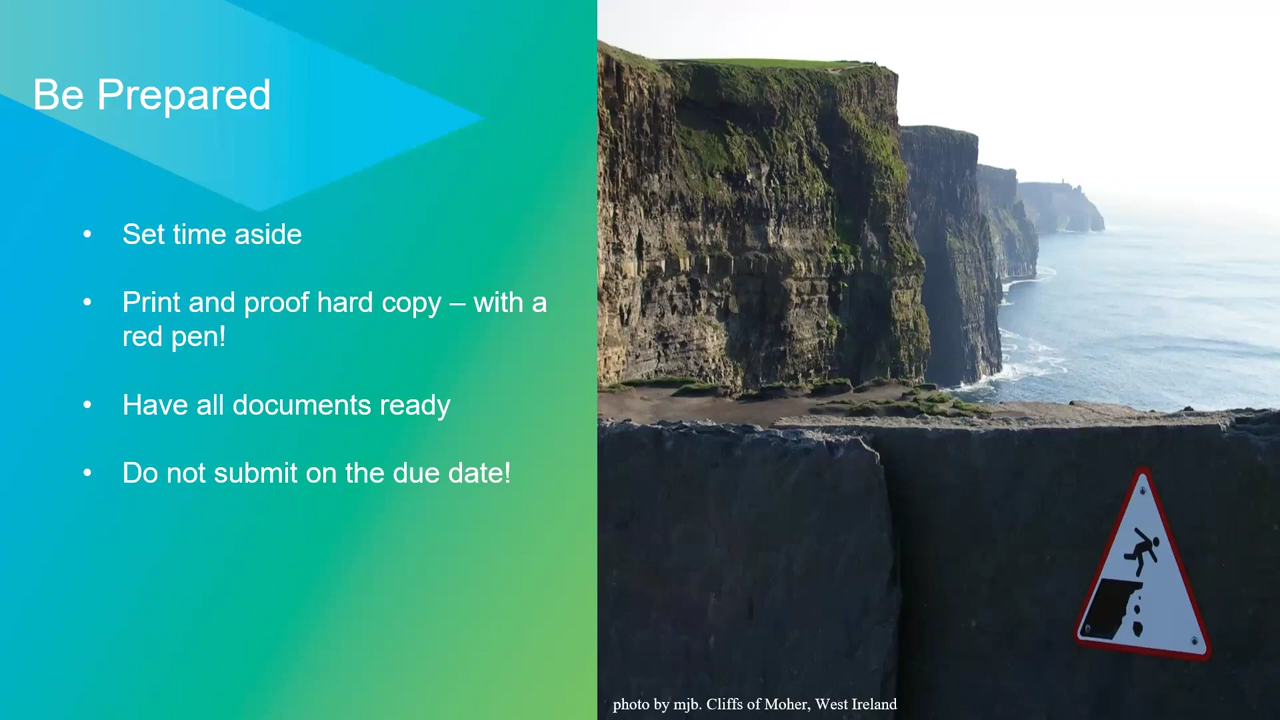 Be Prepared
• Set time aside
• Print and proof hard copy – with a
red pen!
• Have all documents ready
• Do not submit on the due date!
photo by mjb. Cliffs of Moher, West Ireland